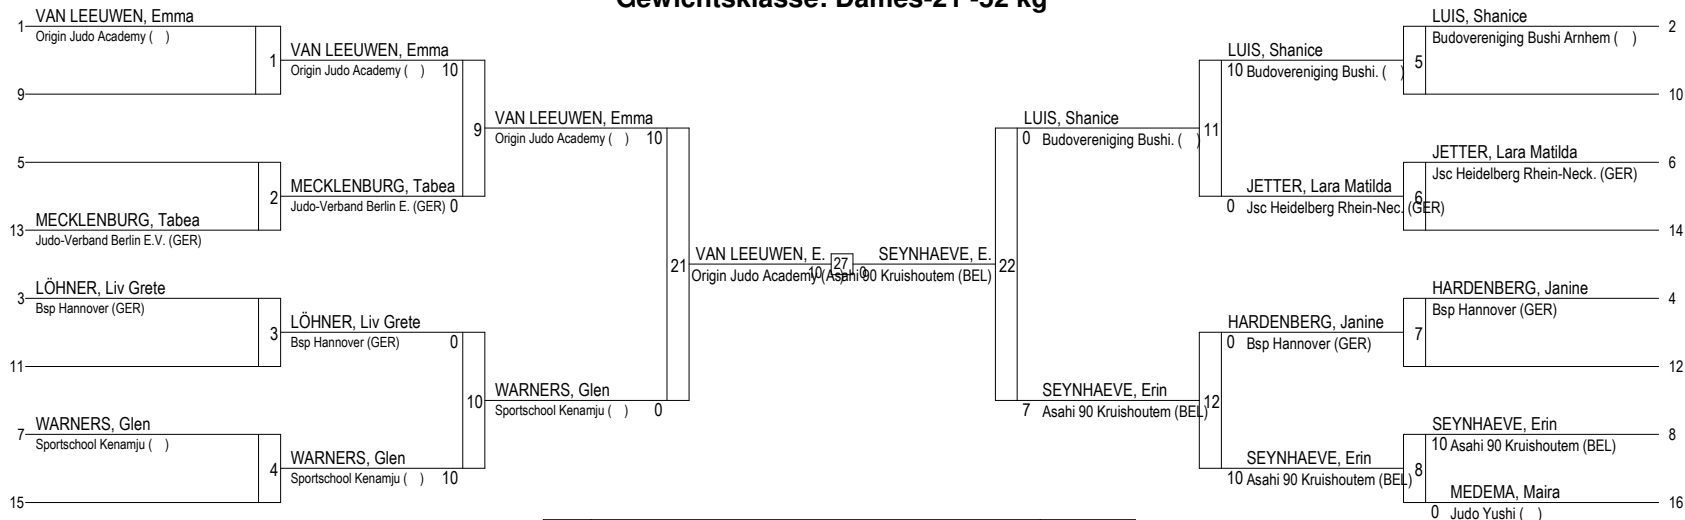 Gewichtsklasse: Dames-21 -52 kg
1
VAN LEEUWEN, Emma
Origin Judo Academy ( )
9
1
VAN LEEUWEN, Emma
Origin Judo Academy ( ) 10
5
13
MECKLENBURG, Tabea
Judo-Verband Berlin E.V. (GER)
2
MECKLENBURG, Tabea
Judo-Verband Berlin E. (GER) 0
9
VAN LEEUWEN, Emma
Origin Judo Academy ( ) 10
3
LÖHNER, Liv Grete
Bsp Hannover (GER)
11
3
LÖHNER, Liv Grete
Bsp Hannover (GER) 0
7
WARNERS, Glen
Sportschool Kenamju ( )
15
4
WARNERS, Glen
Sportschool Kenamju ( ) 10
10
WARNERS, Glen
Sportschool Kenamju ( ) 0
21
VAN LEEUWEN, E.
Origin Judo Academy ( )
10
27
SEYNHAEVE, E.
Asahi 90 Kruishoutem (BEL)
0
22
LUIS, Shanice
0 Budovereniging Bushi. ( )
11
LUIS, Shanice
10 Budovereniging Bushi. ( )
5
LUIS, Shanice
Budovereniging Bushi Arnhem ( )
2
10
JETTER, Lara Matilda
0 Jsc Heidelberg Rhein-Nec. (GER)
6
JETTER, Lara Matilda
Jsc Heidelberg Rhein-Neck. (GER)
6
14
SEYNHAEVE, Erin
7 Asahi 90 Kruishoutem (BEL)
12
HARDENBERG, Janine
0 Bsp Hannover (GER)
7
HARDENBERG, Janine
Bsp Hannover (GER)
4
12
SEYNHAEVE, Erin
10 Asahi 90 Kruishoutem (BEL)
8
SEYNHAEVE, Erin
10 Asahi 90 Kruishoutem (BEL)
8
MEDEMA, Maira
0 Judo Yushi ( )
16